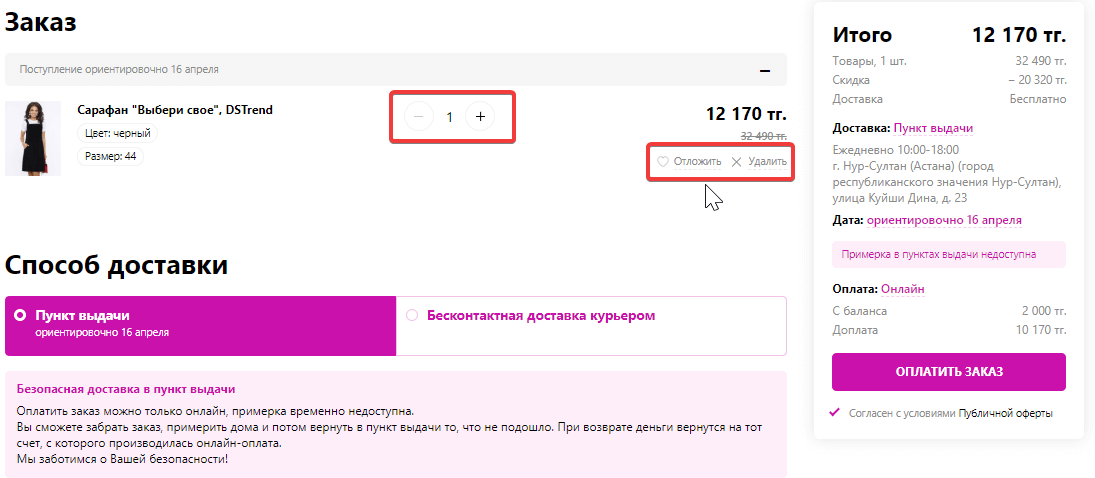 Заказ
Поступление ориентировочно 16 апреля
Сарафан "Выбери свое", DSTrend
Цвет: черный
Размер: 44
1
12 170 тг.
32 490 тг.
Отложить
Удалить
Способ доставки
Пункт выдачи
ориентировочно 16 апреля
Бесконтактная доставка курьером
Безопасная доставка в пункт выдачи
Оплатить заказ можно только онлайн, примерка временно недоступна.
Вы сможете забрать заказ, примерить дома и потом вернуть в пункт выдачи то, что не подошло. При возврате деньги вернутся на тот
счет, с которого производилась онлайн-оплата.
Мы заботимся о Вашей безопасности!
Итого 12 170 тг.
Товары, 1 шт. 32 490 тг.
Скидка – 20 320 тг.
Доставка Бесплатно
Доставка: Пункт выдачи
Ежедневно 10:00-18:00
г. Нур-Султан (Астана) (город
республиканского значения Нур-Султан),
улица Куйши Дина, д. 23
Дата: ориентировочно 16 апреля
Примерка в пунктах выдачи недоступна
Оплата: Онлайн
С баланса 2 000 тг.
Доплата 10 170 тг.
ОПЛАТИТЬ ЗАКАЗ
Согласен с условиями Публичной оферты